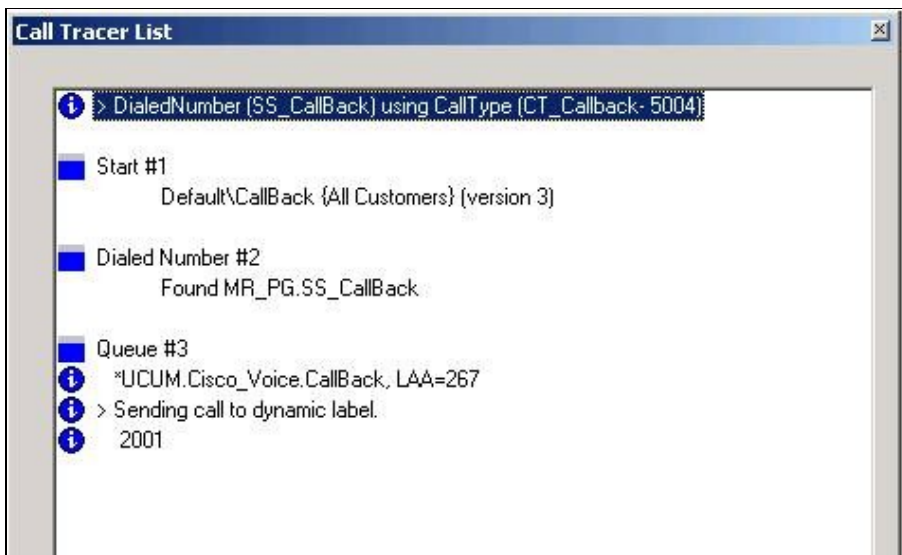 Call Tracer List
> DialedNumber (SS_CallBack) using CallType (CT_Callback- 5004)
Start #1
Default\CallBack {All Customers} (version 3)
Dialed Number #2
Found MR_PG.SS_CallBack
Queue #3
*UCUM.Cisco_Voice.CallBack, LAA=267
> Sending call to dynamic label.
2001